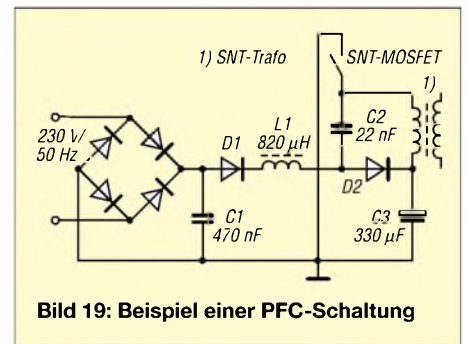 1) SNT-Trafo
SNT-MOSFET
1)
230 V/
50 Hz
D1
L1
820 µH
C2
22 nF
D2
C1
470 nF
C3
330 µF
Bild 19: Beispiel einer PFC-Schaltung